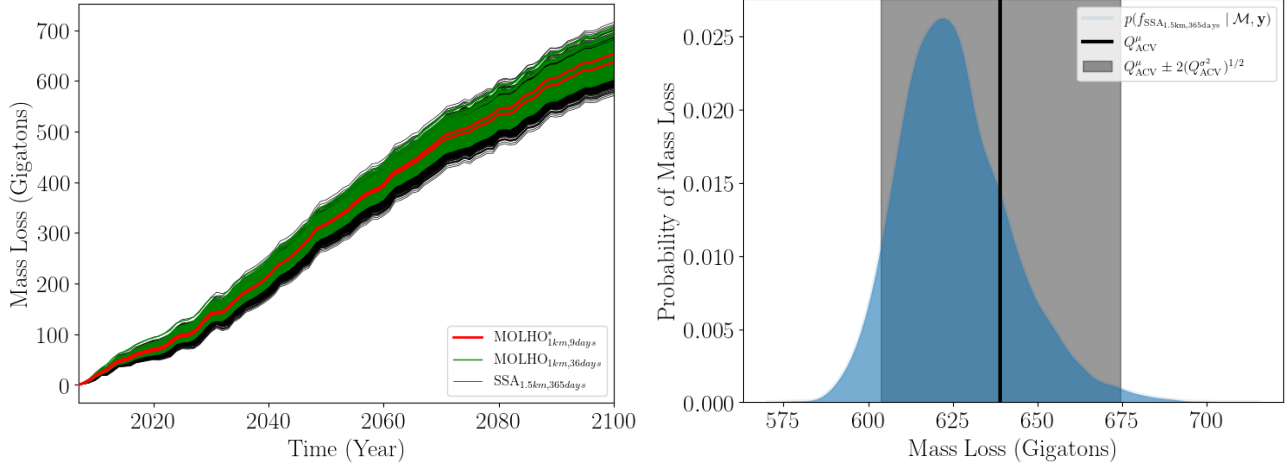 700
600
500
400
300
200
100
0
Mass Loss (Gigatons)
MOLHO*1km,9days
MOLHO1km,36days
SSA1.5km,365days
2020
2040
2060
2080
2100
Time (Year)
0.025
0.020
0.015
0.010
0.005
0.000
Probability of Mass Loss
p(fSSA1.5km,365days | ℳ, y)
QμACV
QμACV ± 2(Qσ2ACV)1/2
575
600
625
650
675
700
Mass Loss (Gigatons)